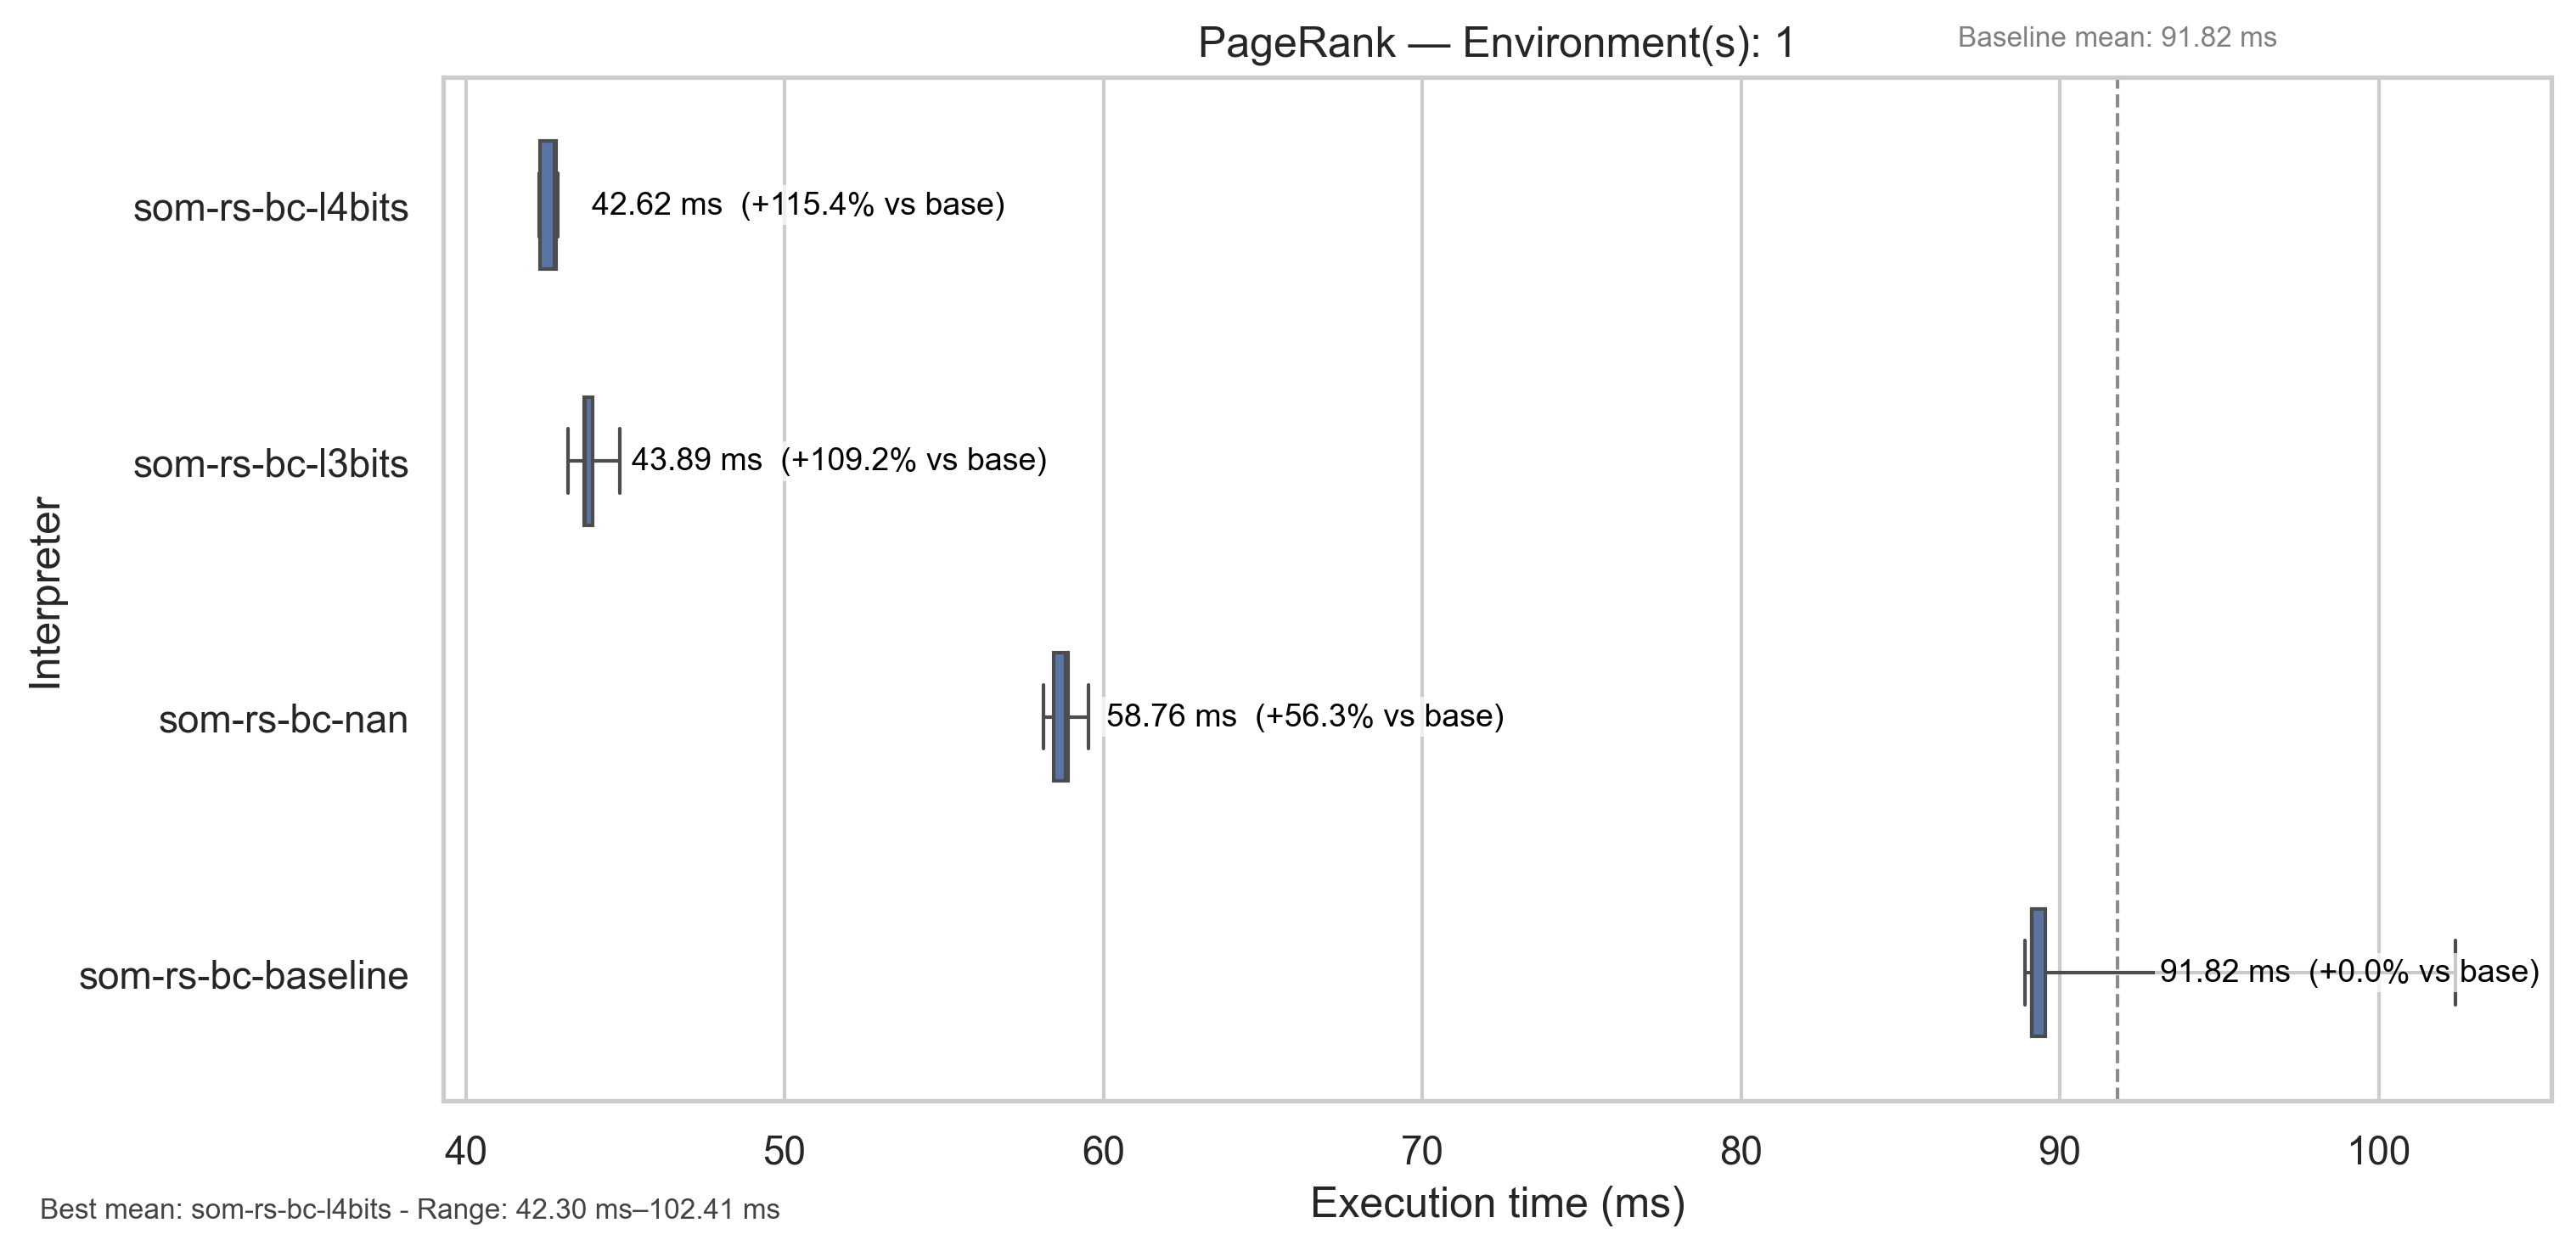 PageRank — Environment(s): 1
Baseline mean: 91.82 ms
Interpreter
som-rs-bc-l4bits
42.62 ms (+115.4% vs base)
som-rs-bc-l3bits
43.89 ms (+109.2% vs base)
som-rs-bc-nan
58.76 ms (+56.3% vs base)
som-rs-bc-baseline
91.82 ms (+0.0% vs base)
40 50 60 70 80 90 100
Execution time (ms)
Best mean: som-rs-bc-l4bits - Range: 42.30 ms–102.41 ms